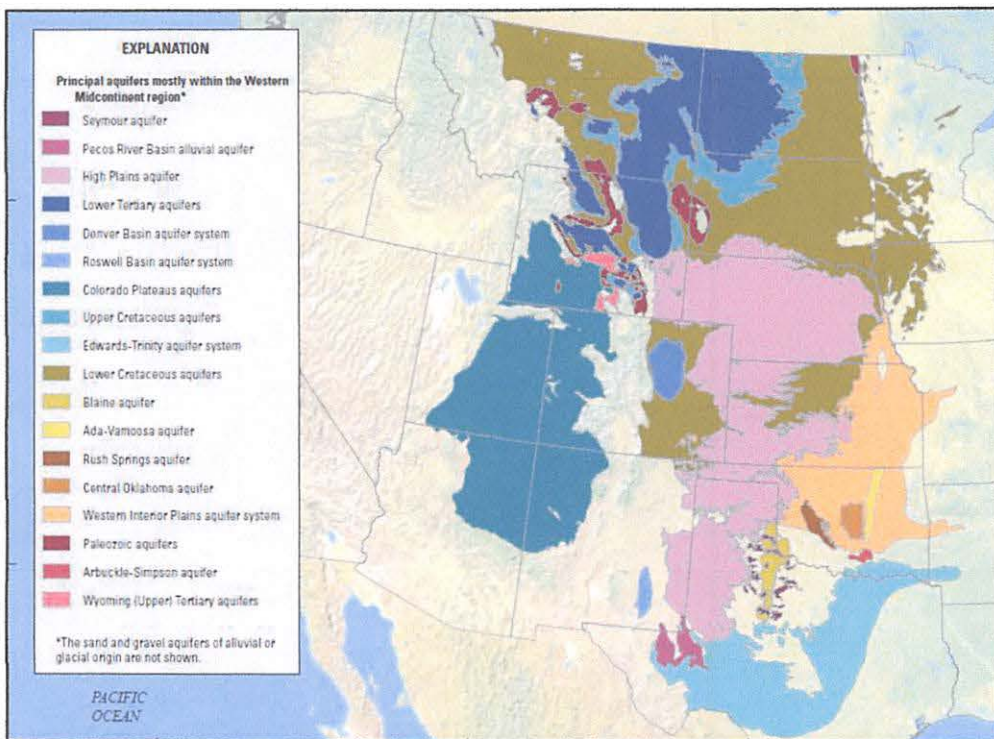 EXPLANATION
Principal aquifers mostly within the Western
Midcontinent region*
Seymour aquifer
Pecos River Basin alluvial aquifer
High Plains aquifer
Lower Tertiary aquifers
Denver Basin aquifer system
Roswell Basin aquifer system
Colorado Plateaus aquifers
Upper Cretaceous aquifers
Edwards-Trinity aquifer system
Lower Cretaceous aquifers
Blaine aquifer
Ada-Vamoosa aquifer
Rush Springs aquifer
Central Oklahoma aquifer
Western Interior Plains aquifer system
Paleozoic aquifers
Arbuckle-Simpson aquifer
Wyoming (Upper) Tertiary aquifers
*The sand and gravel aquifers of alluvial or
glacial origin are not shown.
PACIFIC
OCEAN